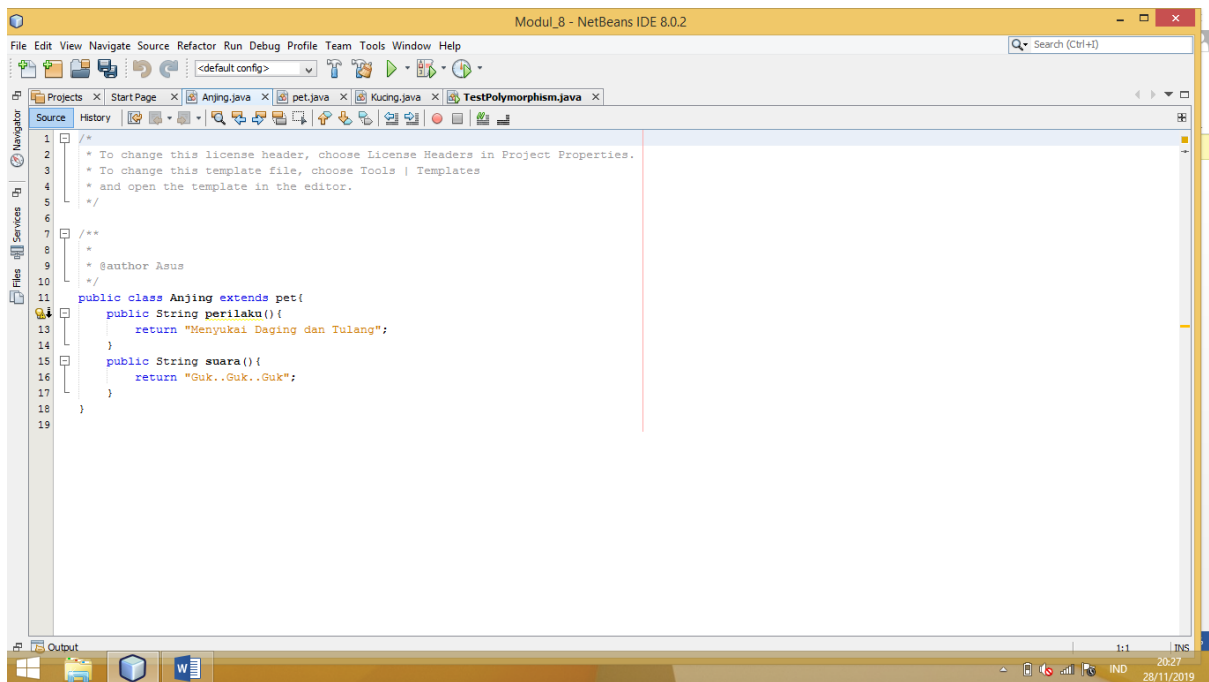 Modul_8 - NetBeans IDE 8.0.2
File Edit View Navigate Source Refactor Run Debug Profile Team Tools Window Help
Search (Ctrl+I)
<default config>
Projects Start Page Anjing.java pet.java Kucing.java TestPolymorphism.java
Navigator
Services
Files
Source History
1 /*
2 * To change this license header, choose License Headers in Project Properties.
3 * To change this template file, choose Tools | Templates
4 * and open the template in the editor.
5 */
6
7 /**
8 *
9 * @author Asus
10 */
11 public class Anjing extends pet{
public String perilaku(){
13 return "Menyukai Daging dan Tulang";
14 }
15 public String suara(){
16 return "Guk..Guk..Guk";
17 }
18 }
19
Output
1:1 INS
IND
20:27
28/11/2019